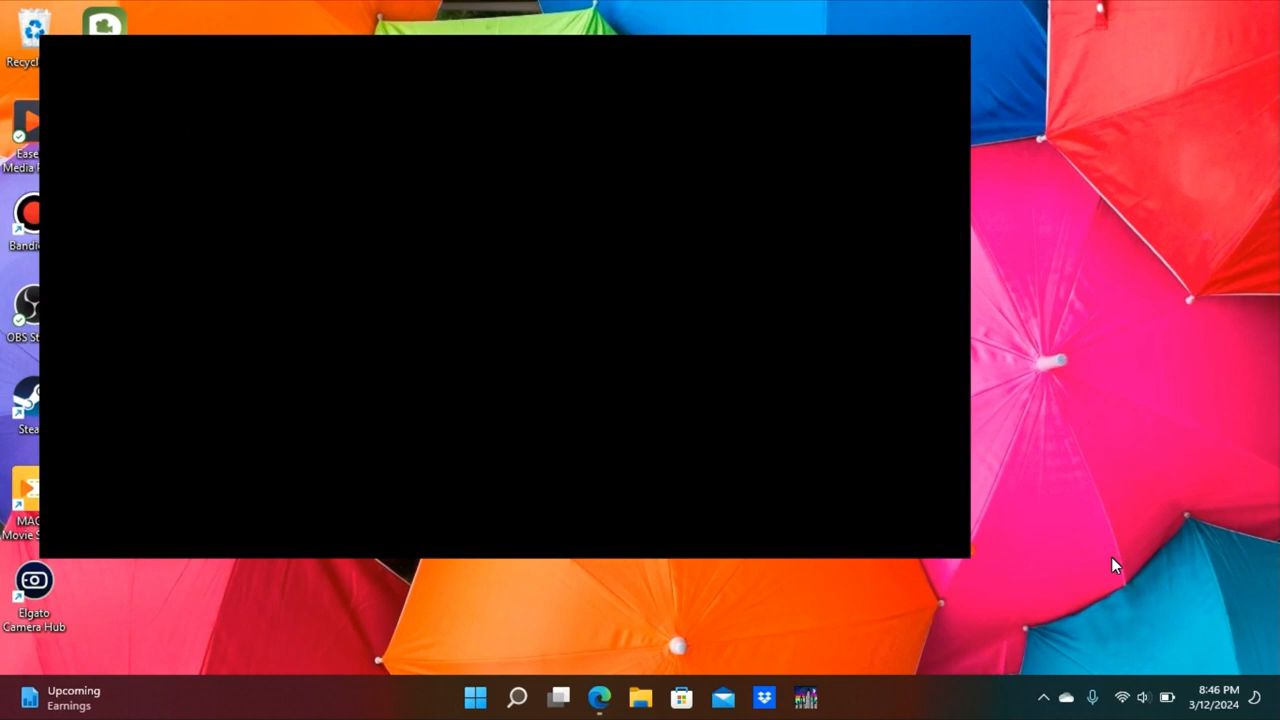 Recycl
Ease
Media
Bandi
OBS St
Stea
MAG
Movie S
Elgato
Camera Hub
Upcoming
Earnings
8:46 PM
3/12/2024